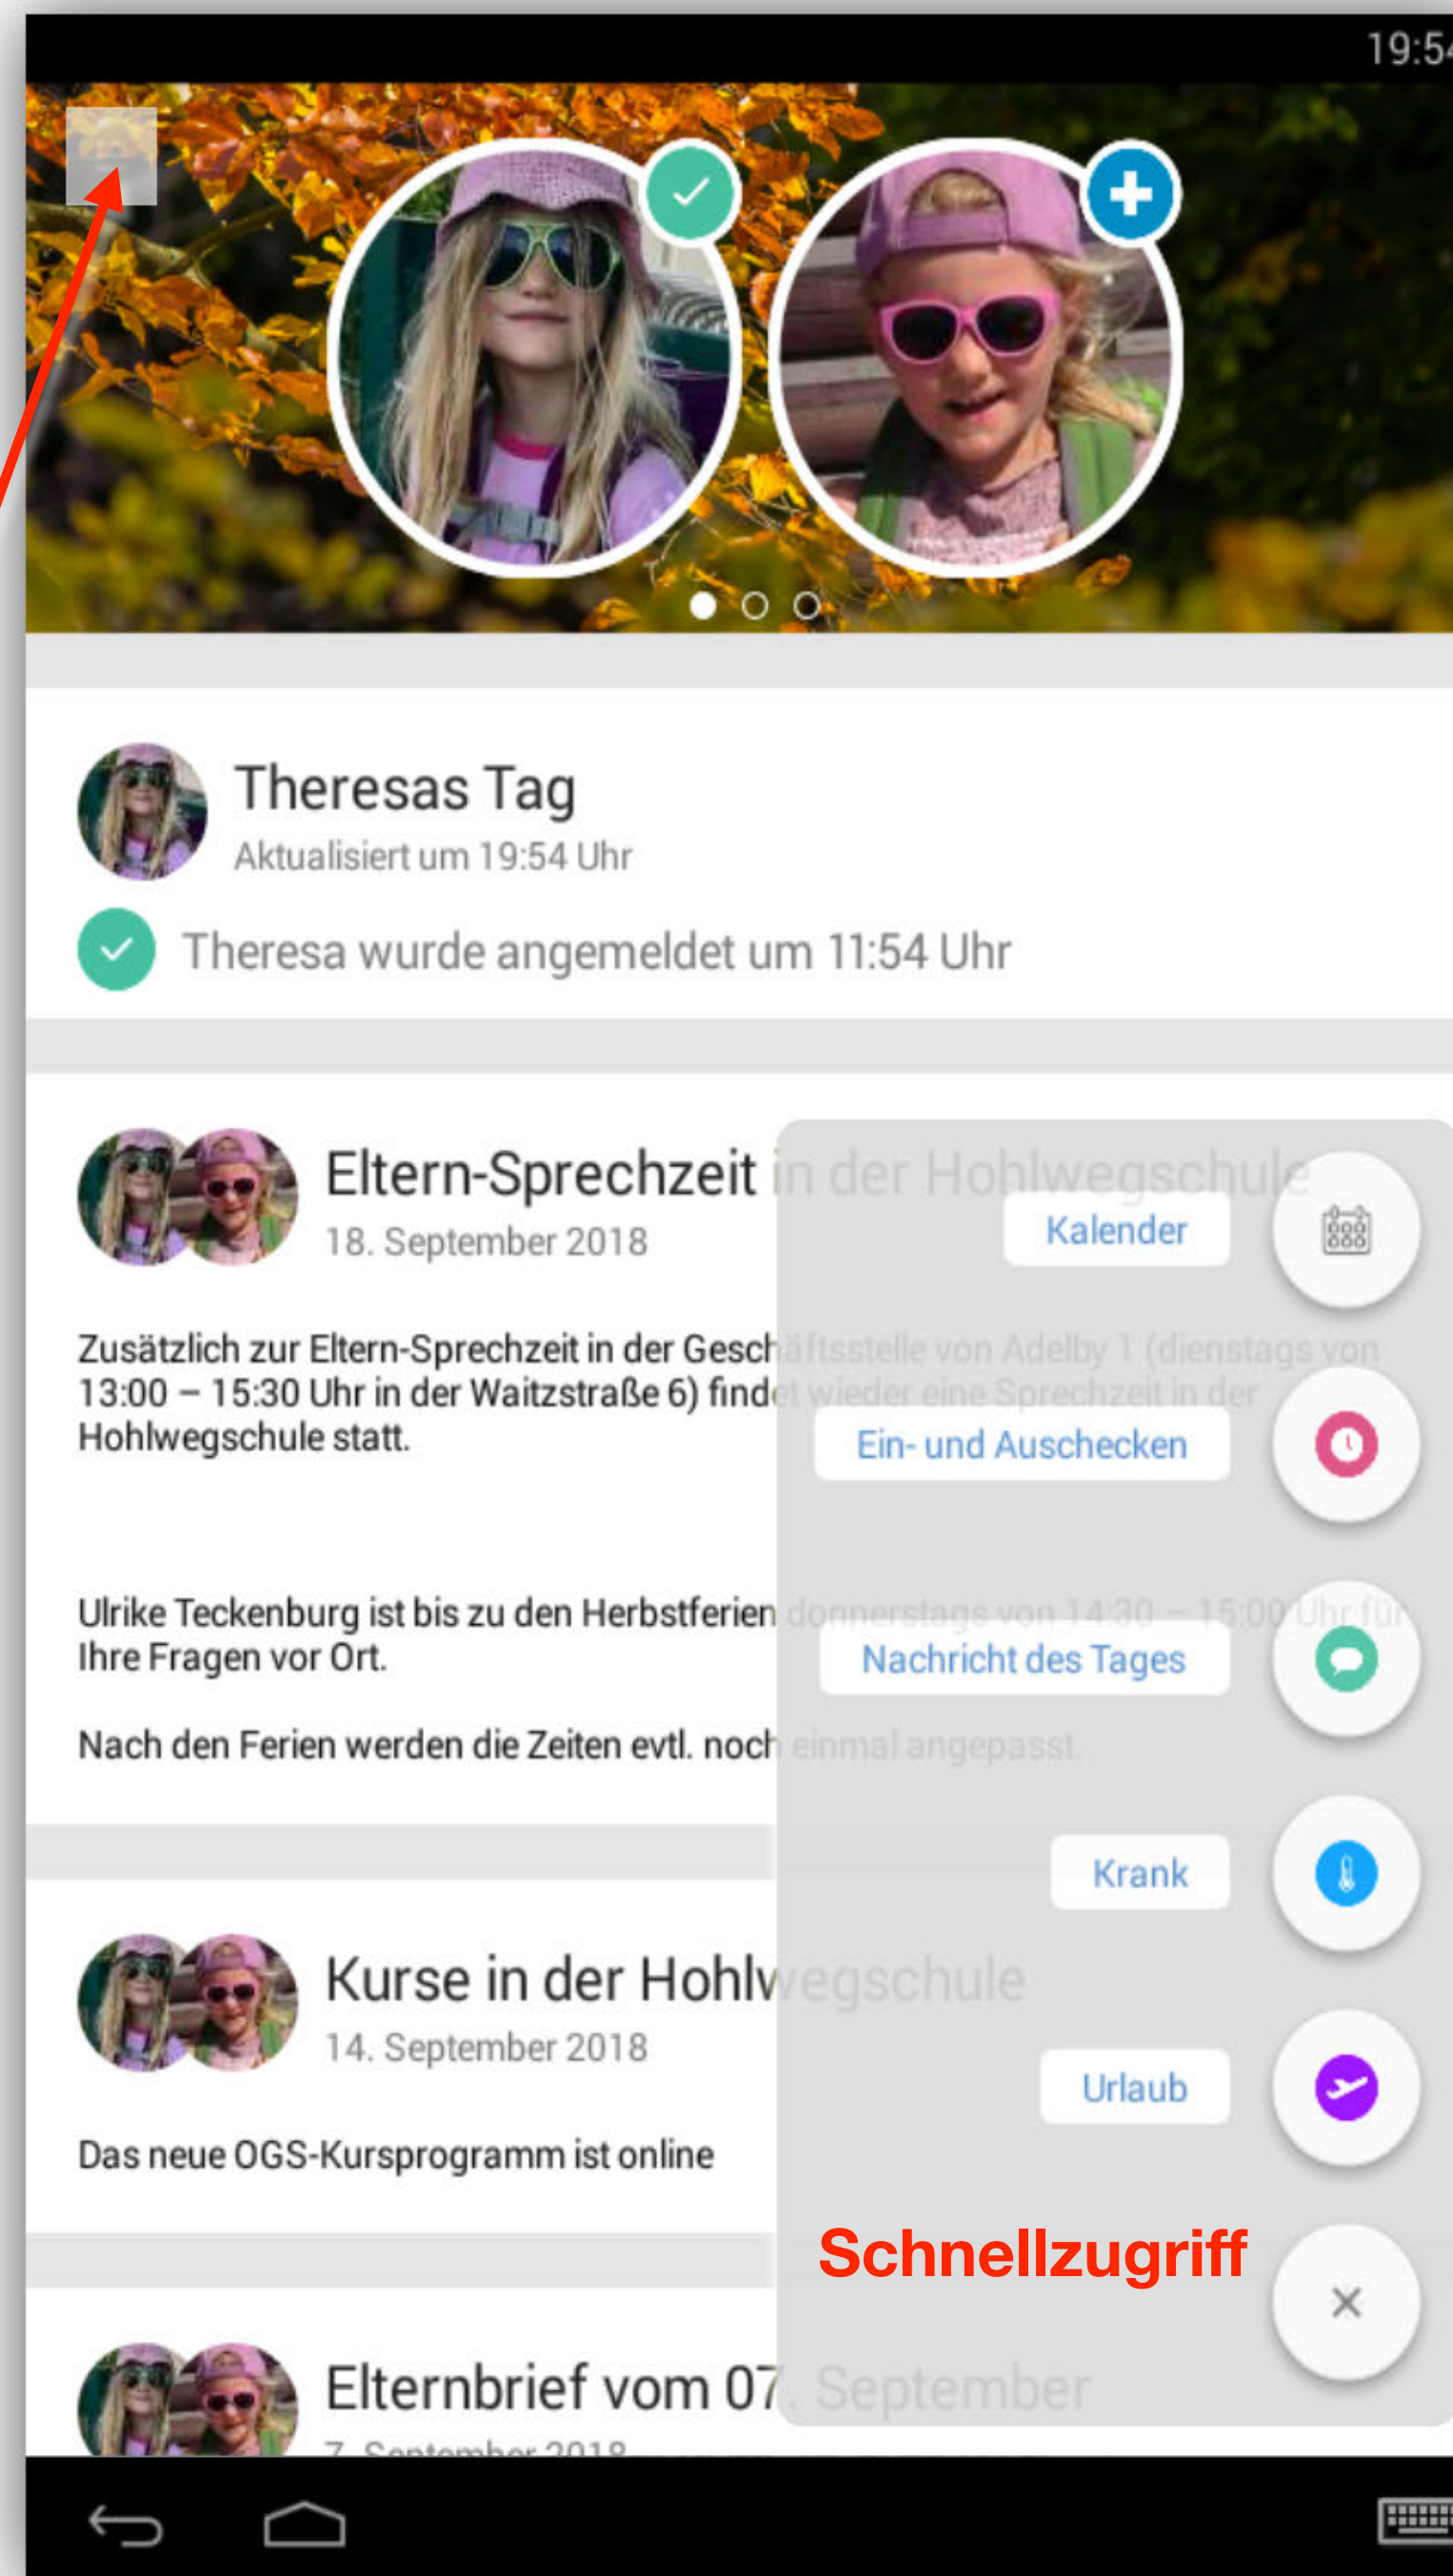 19:54
Theresas Tag
Aktualisiert um 19:54 Uhr
Theresa wurde angemeldet um 11:54 Uhr
Eltern-Sprechzeit in der Hohlwegschule
18. September 2018
Kalender
Zusätzlich zur Eltern-Sprechzeit in der Geschäftsstelle von Adelby 1 (dienstags von
13:00 – 15:30 Uhr in der Waitzstraße 6) findet wieder eine Sprechzeit in der
Hohlwegschule statt.
Ein- und Auschecken
Ulrike Teckenburg ist bis zu den Herbstferien donnerstags von 14:30 – 15:00 Uhr für
Ihre Fragen vor Ort.
Nachricht des Tages
Nach den Ferien werden die Zeiten evtl. noch einmal angepasst.
Krank
Kurse in der Hohlwegschule
14. September 2018
Urlaub
Das neue OGS-Kursprogramm ist online
Schnellzugriff
Elternbrief vom 07. September
7. September 2018